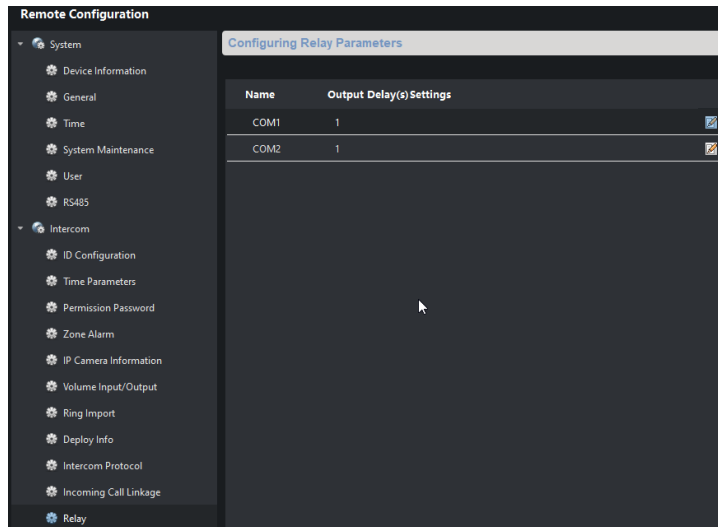 Remote Configuration
System
Device Information
General
Time
System Maintenance
User
RS485
Intercom
ID Configuration
Time Parameters
Permission Password
Zone Alarm
IP Camera Information
Volume Input/Output
Ring Import
Deploy Info
Intercom Protocol
Incoming Call Linkage
Relay
Configuring Relay Parameters
Name Output Delay(s)Settings
COM1 1
COM2 1